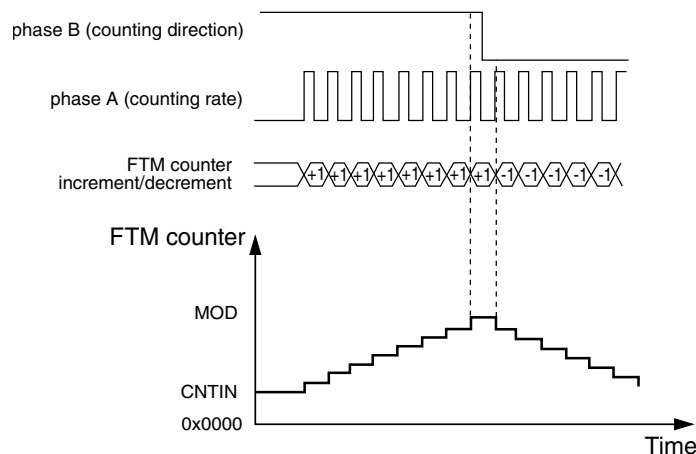 phase B (counting direction)
phase A (counting rate)
FTM counter
increment/decrement
+1 +1 +1 +1 +1 +1 +1 +1 -1 -1 -1 -1 -1
FTM counter
MOD
CNTIN
0x0000
Time